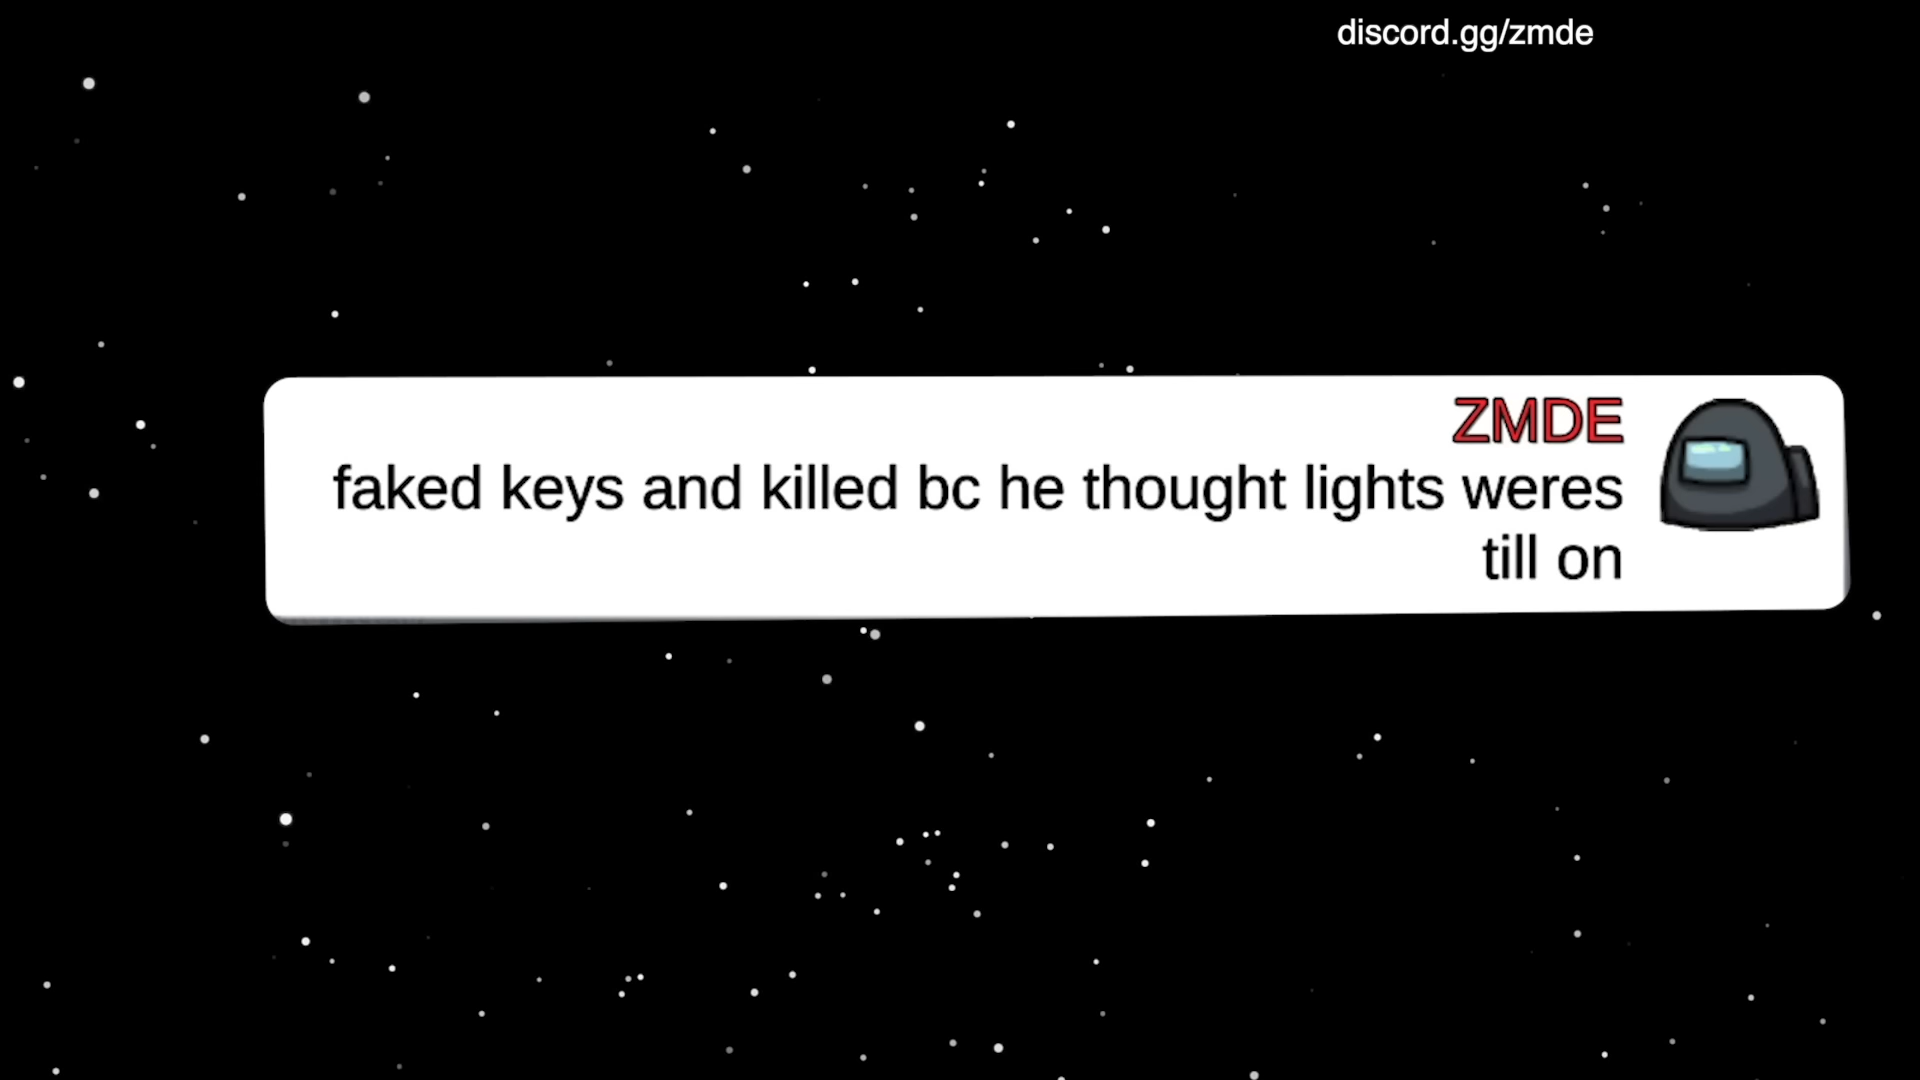 discord.gg/zmde
ZMDE
faked keys and killed bc he thought lights weres
till on